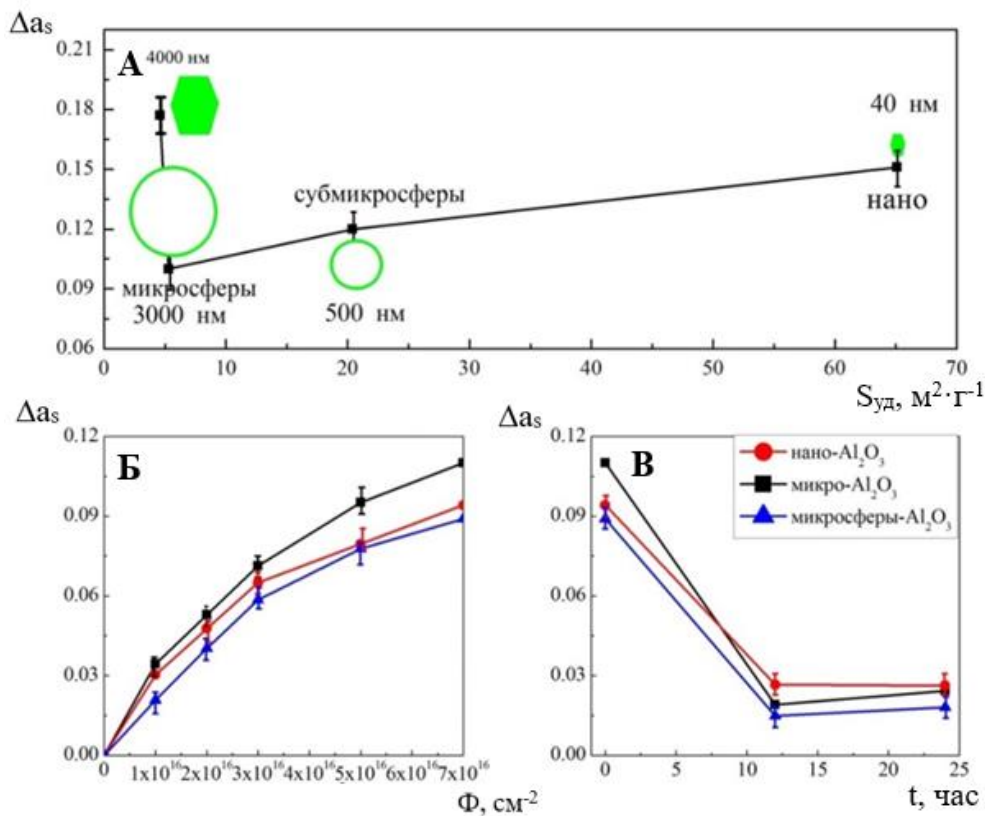 Δaₛ
А
4000 нм
0.21
0.18
0.15
0.12
0.09
0.06
40 нм
нано
субмикросферы
500 нм
микросферы
3000 нм
0 10 20 30 40 50 60 70
Sуд, м²·г⁻¹
Δaₛ
Б
0.12
0.09
0.06
0.03
0.00
0 1x10¹⁶ 2x10¹⁶ 3x10¹⁶ 4x10¹⁶ 5x10¹⁶ 6x10¹⁶ 7x10¹⁶
Ф, см⁻²
Δaₛ
В
нано-Al₂O₃
микро-Al₂O₃
микросферы-Al₂O₃
0.12
0.09
0.06
0.03
0.00
0 5 10 15 20 25
t, час